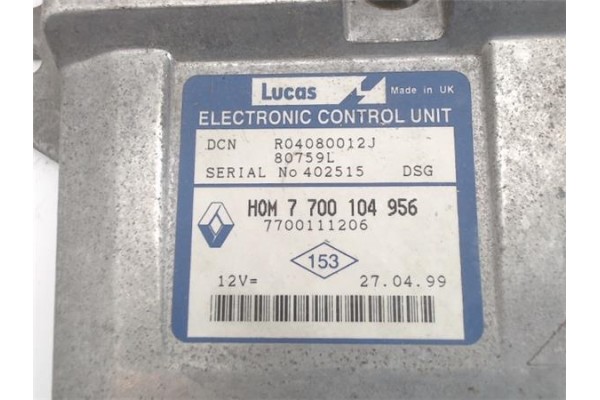 Lucas Made in UK
ELECTRONIC CONTROL UNIT
DCN R04080012J
80759L
SERIAL No 402515 DSG
HOM 7 700 104 956
7700111206
153
12V= 27.04.99